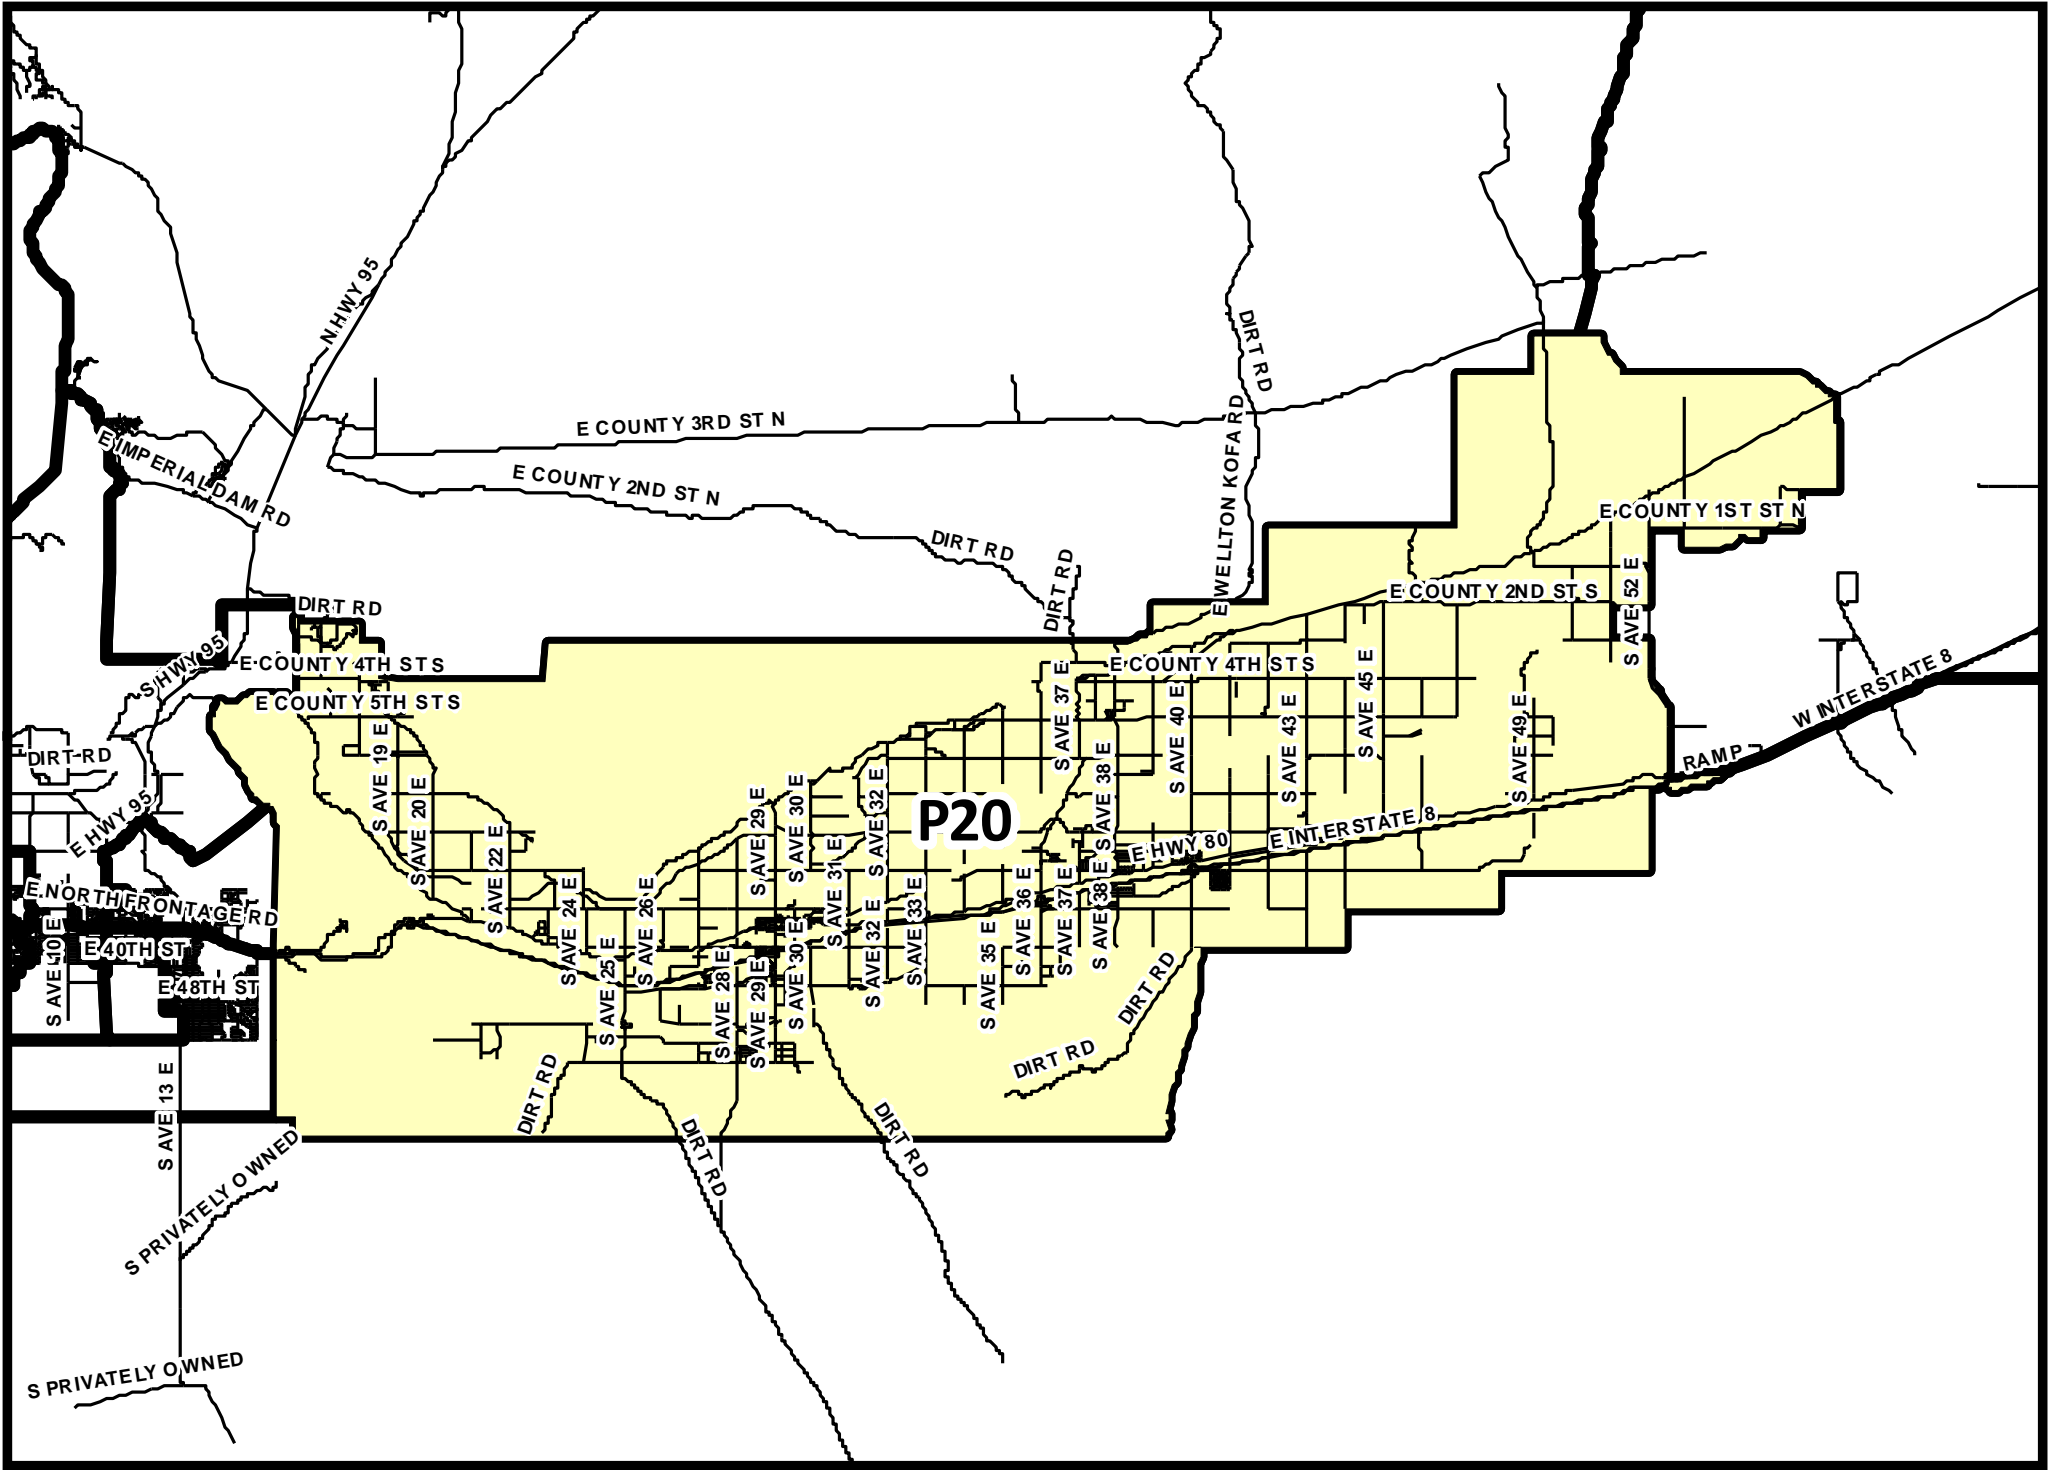 N HWY 95
DIRT RD
E COUNTY 3RD ST N
E WELLTON KOFA RD
E IMPERIAL DAM RD
E COUNTY 2ND ST N
E COUNTY 1ST ST N
DIRT RD
DIRT RD
E COUNTY 2ND ST S
S AVE 52 E
DIRT RD
S HWY 95
E COUNTY 4TH ST S
E COUNTY 4TH ST S
E COUNTY 5TH ST S
S AVE 37 E
S AVE 40 E
S AVE 43 E
S AVE 45 E
S AVE 49 E
W INTERSTATE 8
RAMP
DIRT RD
S AVE 19 E
S AVE 20 E
S AVE 22 E
S AVE 29 E
S AVE 30 E
S AVE 32 E
P20
S AVE 38 E
E HWY 80
E INTERSTATE 8
E HWY 95
S AVE 31 E
E NORTH FRONTAGE RD
S AVE 24 E
S AVE 26 E
S AVE 33 E
S AVE 36 E
S AVE 37 E
S AVE 38 E
S AVE 10 E
E 40TH ST
E 48TH ST
S AVE 25 E
S AVE 28 E
S AVE 29 E
S AVE 30 E
S AVE 32 E
S AVE 35 E
DIRT RD
DIRT RD
DIRT RD
S AVE 13 E
DIRT RD
DIRT RD
S PRIVATELY OWNED
S PRIVATELY OWNED